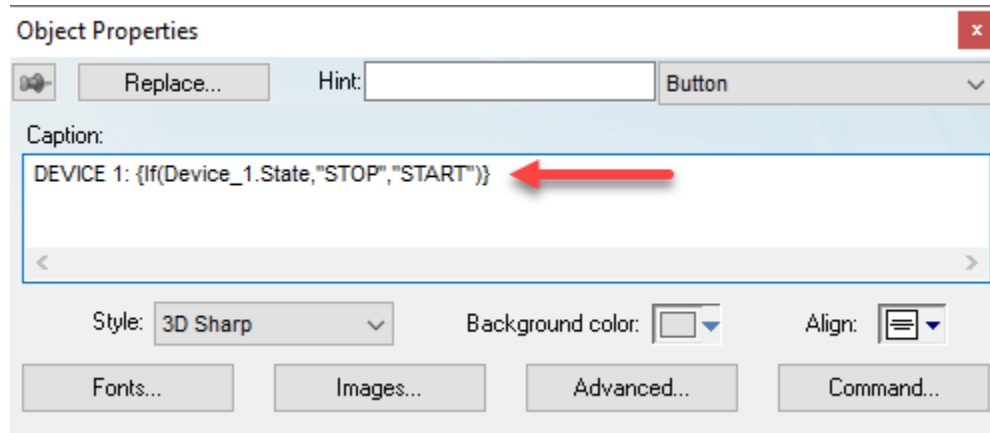 Object Properties x
Replace... Hint: Button
Caption:
DEVICE 1: {If(Device_1.State,"STOP","START")}
Style: 3D Sharp Background color: Align:
Fonts... Images... Advanced... Command...